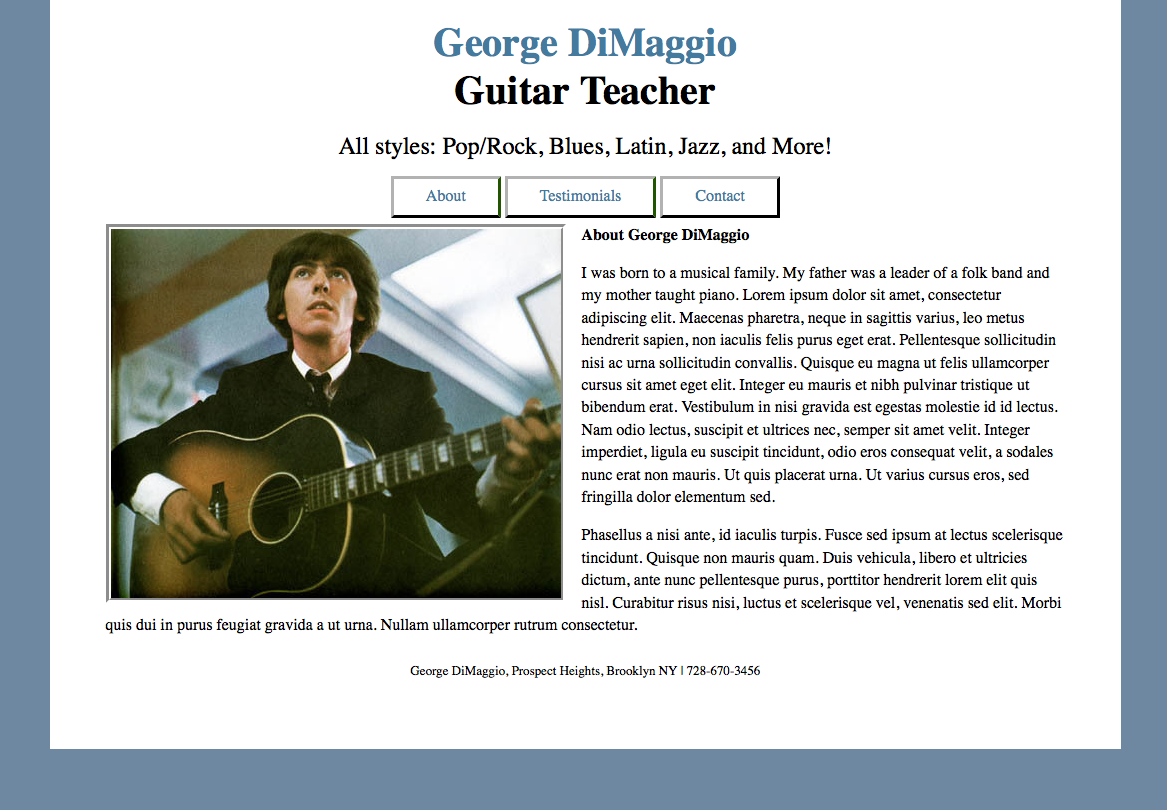 George DiMaggio
Guitar Teacher
All styles: Pop/Rock, Blues, Latin, Jazz, and More!
About
Testimonials
Contact
About George DiMaggio
I was born to a musical family. My father was a leader of a folk band and
my mother taught piano. Lorem ipsum dolor sit amet, consectetur
adipiscing elit. Maecenas pharetra, neque in sagittis varius, leo metus
hendrerit sapien, non iaculis felis purus eget erat. Pellentesque sollicitudin
nisi ac urna sollicitudin convallis. Quisque eu magna ut felis ullamcorper
cursus sit amet eget elit. Integer eu mauris et nibh pulvinar tristique ut
bibendum erat. Vestibulum in nisi gravida est egestas molestie id id lectus.
Nam odio lectus, suscipit et ultrices nec, semper sit amet velit. Integer
imperdiet, ligula eu suscipit tincidunt, odio eros consequat velit, a sodales
nunc erat non mauris. Ut quis placerat urna. Ut varius cursus eros, sed
fringilla dolor elementum sed.
Phasellus a nisi ante, id iaculis turpis. Fusce sed ipsum at lectus scelerisque
tincidunt. Quisque non mauris quam. Duis vehicula, libero et ultricies
dictum, ante nunc pellentesque purus, porttitor hendrerit lorem elit quis
nisl. Curabitur risus nisi, luctus et scelerisque vel, venenatis sed elit. Morbi
quis dui in purus feugiat gravida a ut urna. Nullam ullamcorper rutrum consectetur.
George DiMaggio, Prospect Heights, Brooklyn NY | 728-670-3456